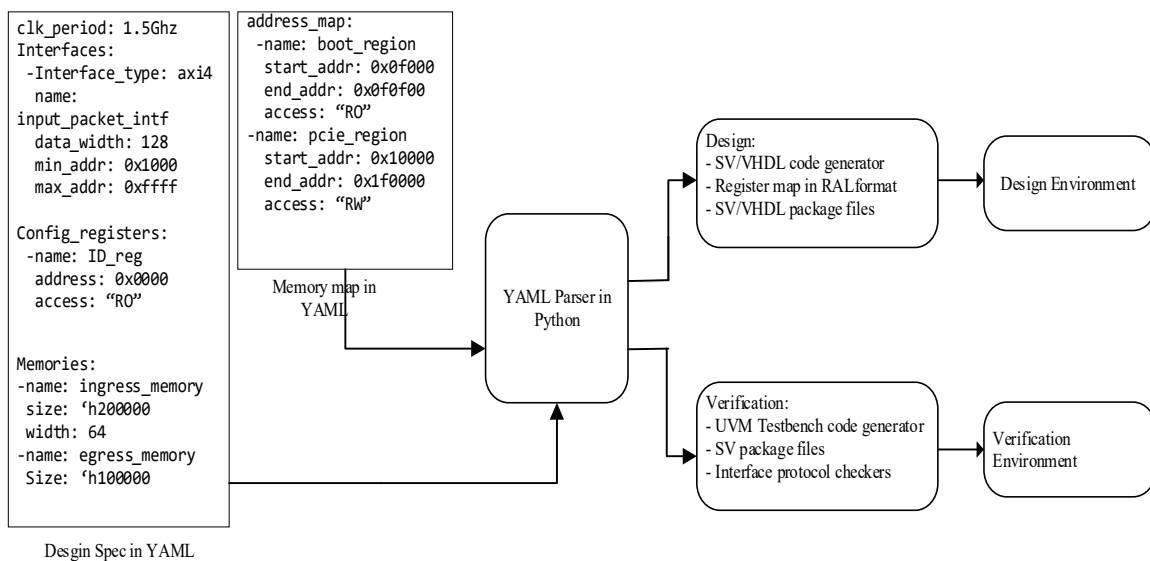 clk_period: 1.5Ghz
Interfaces:
-Interface_type: axi4
name:
input_packet_intf
data_width: 128
min_addr: 0x1000
max_addr: 0xffff
Config_registers:
-name: ID_reg
address: 0x0000
access: “RO”
Memories:
-name: ingress_memory
size: ‘h200000
width: 64
-name: egress_memory
Size: ‘h100000
Desgin Spec in YAML
address_map:
-name: boot_region
start_addr: 0x0f000
end_addr: 0x0f0f00
access: “RO”
-name: pcie_region
start_addr: 0x10000
end_addr: 0x1f0000
access: “RW”
Memory map in
YAML
YAML Parser in
Python
Design:
- SV/VHDL code generator
- Register map in RALformat
- SV/VHDL package files
Design Environment
Verification:
- UVM Testbench code generator
- SV package files
- Interface protocol checkers
Verification
Environment